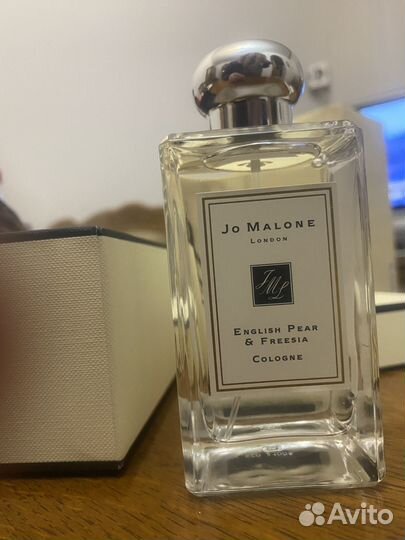 Jo Malone
London
JML
English Pear
& Freesia
Cologne
Avito